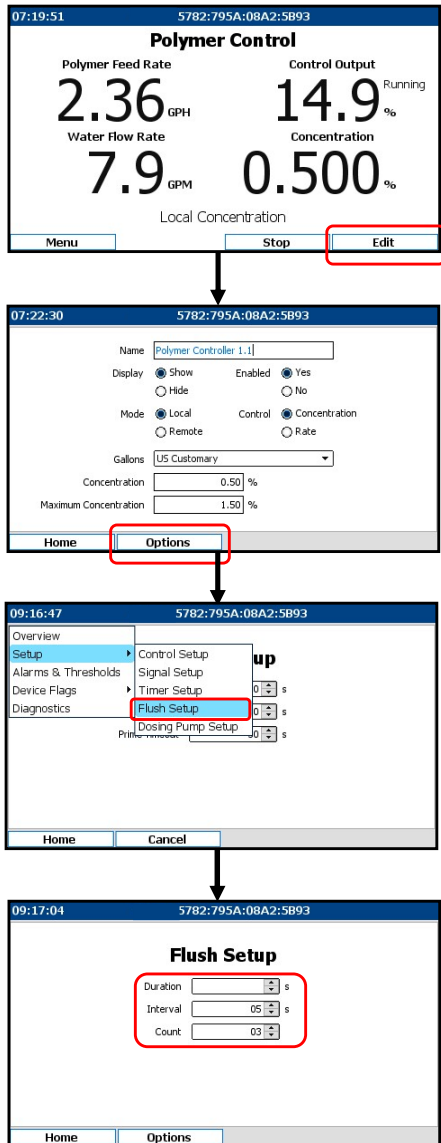 07:19:51 5782:795A:08A2:5B93
Polymer Control
Polymer Feed Rate Control Output
2.36 GPH 14.9 % Running
Water Flow Rate Concentration
7.9 GPM 0.500 %
Local Concentration
Menu Stop Edit
07:22:30 5782:795A:08A2:5B93
Name Polymer Controller 1.1
Display Show Enabled Yes
Hide No
Mode Local Control Concentration
Remote Rate
Gallons US Customary
Concentration 0.50 %
Maximum Concentration 1.50 %
Home Options
09:16:47 5782:795A:08A2:5B93
Overview
Setup Control Setup up
Alarms & Thresholds Signal Setup
Device Flags Timer Setup 0 s
Diagnostics Flush Setup 0 s
Dosing Pump Setup
Prime 0 s
Home Cancel
09:17:04 5782:795A:08A2:5B93
Flush Setup
Duration s
Interval 05 s
Count 03
Home Options